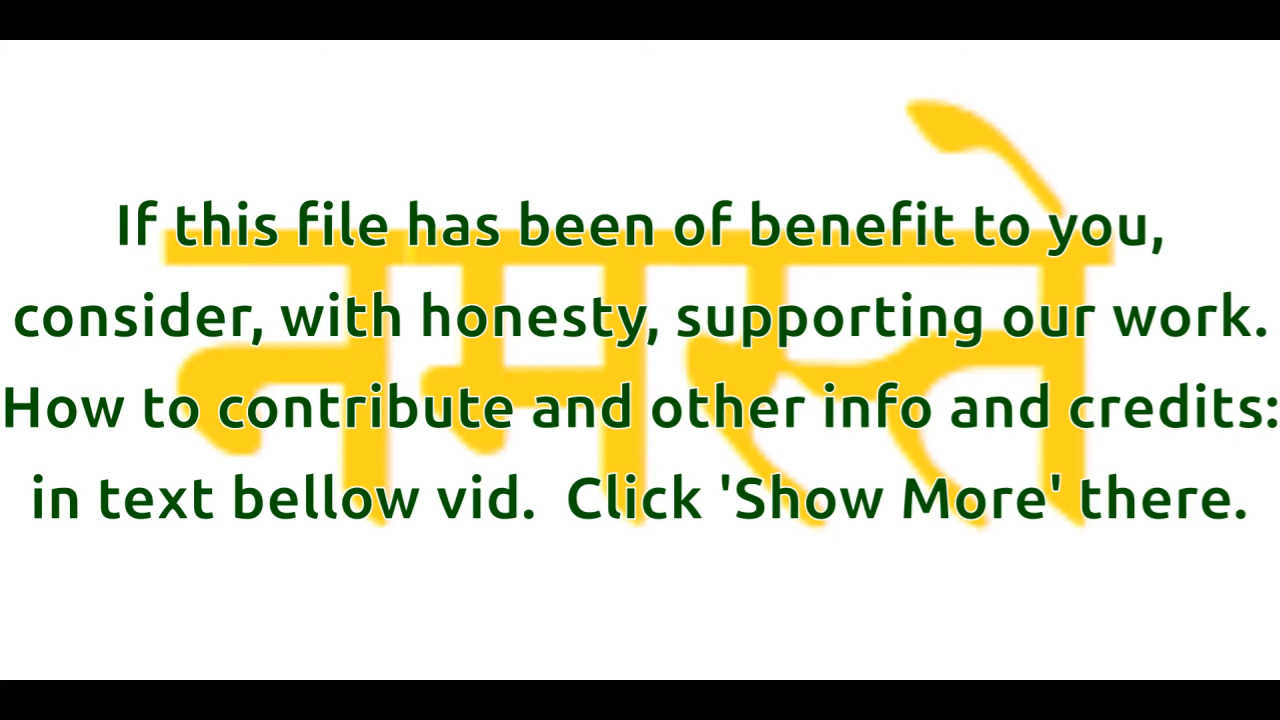 नमस्ते
If this file has been of benefit to you,
consider, with honesty, supporting our work.
How to contribute and other info and credits:
in text bellow vid.  Click 'Show More' there.